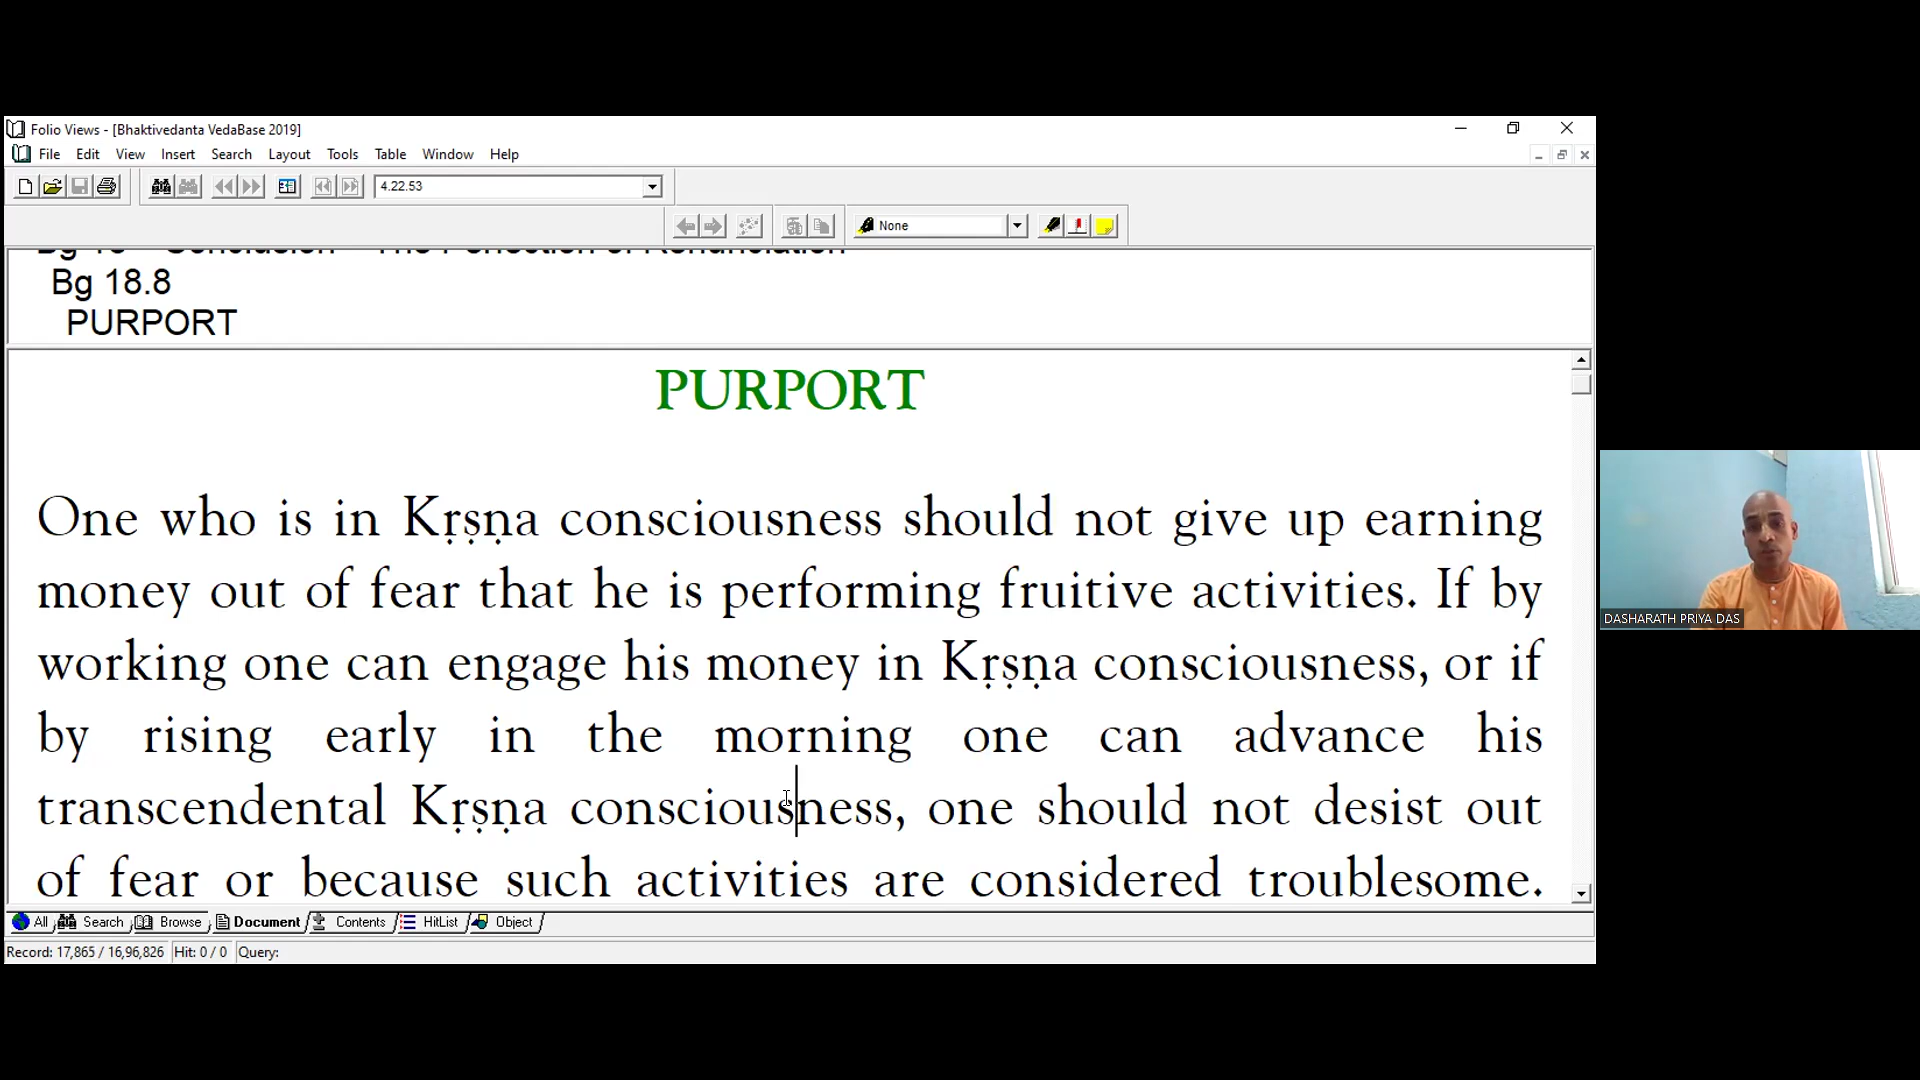 Folio Views - [Bhaktivedanta VedaBase 2019]
File Edit View Insert Search Layout Tools Table Window Help
4.22.53
None
Bg 18.8
PURPORT
PURPORT
One who is in Kṛṣṇa consciousness should not give up earning
money out of fear that he is performing fruitive activities. If by
working one can engage his money in Kṛṣṇa consciousness, or if
by rising early in the morning one can advance his
transcendental Kṛṣṇa consciousness, one should not desist out
of fear or because such activities are considered troublesome.
DASHARATH PRIYA DAS
All Search Browse Document Contents HitList Object
Record: 17,865 / 16,96,826 Hit: 0 / 0 Query: